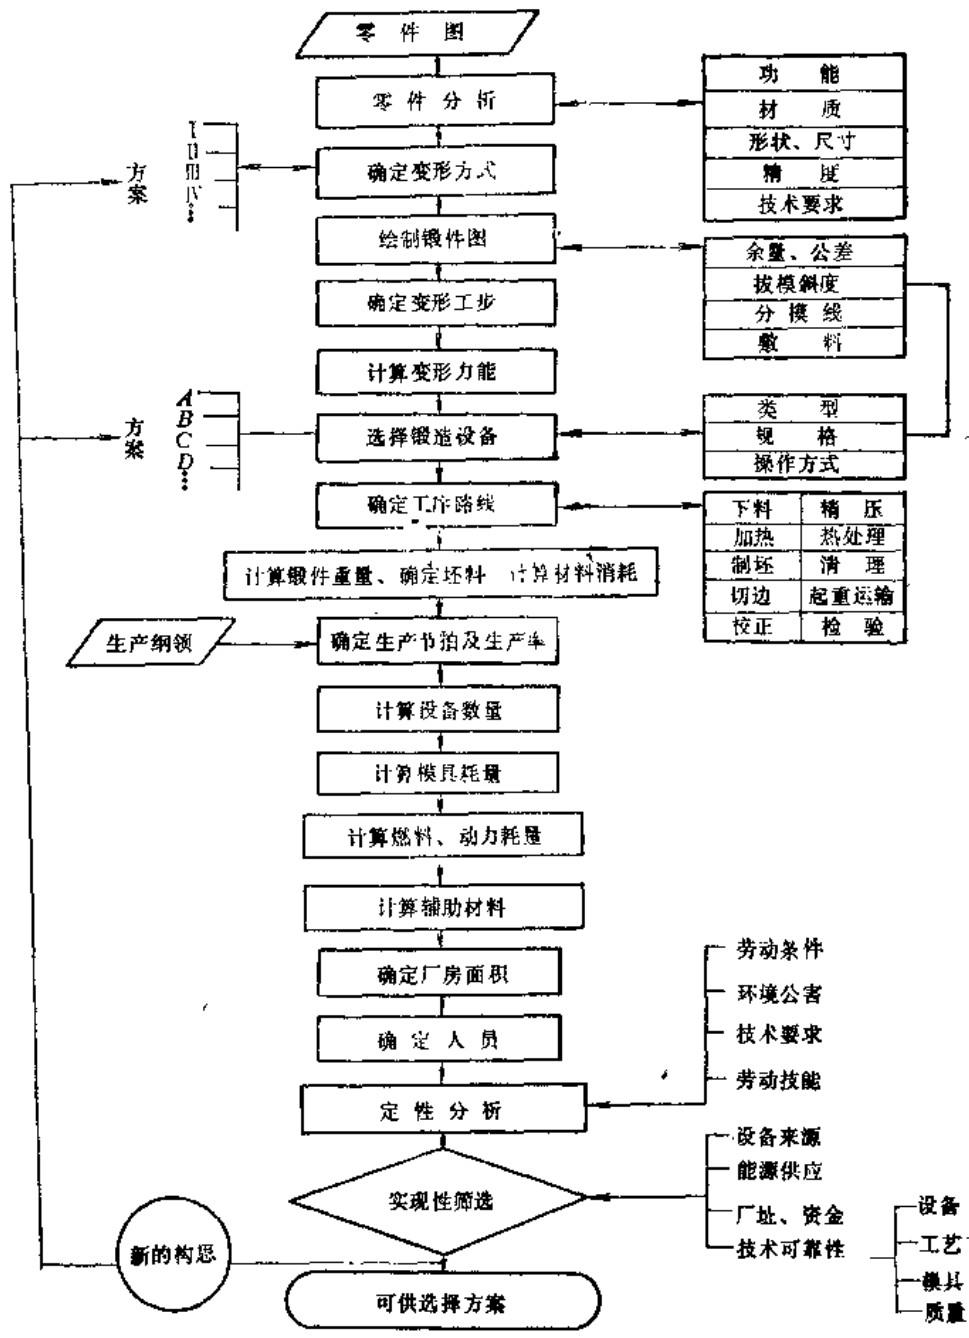 零件图
零件分析
功能
材质
形状、尺寸
精度
技术要求
方案
I
II
III
IV
⋮
确定变形方式
绘制锻件图
余量、公差
拔模斜度
分模线
敷料
确定变形工步
计算变形力能
方案
A
B
C
D
⋮
选择锻造设备
类型
规格
操作方式
确定工序路线
下料 精压
加热 热处理
制坯 清理
切边 起重运输
校正 检验
计算锻件重量、确定坯料 计算材料消耗
生产纲领
确定生产节拍及生产率
计算设备数量
计算模具耗量
计算燃料、动力耗量
计算辅助材料
确定厂房面积
确定人员
劳动条件
环境公害
技术要求
劳动技能
定性分析
设备来源
能源供应
厂址、资金
技术可靠性
设备
工艺
模具
质量
实现性筛选
新的构思
可供选择方案